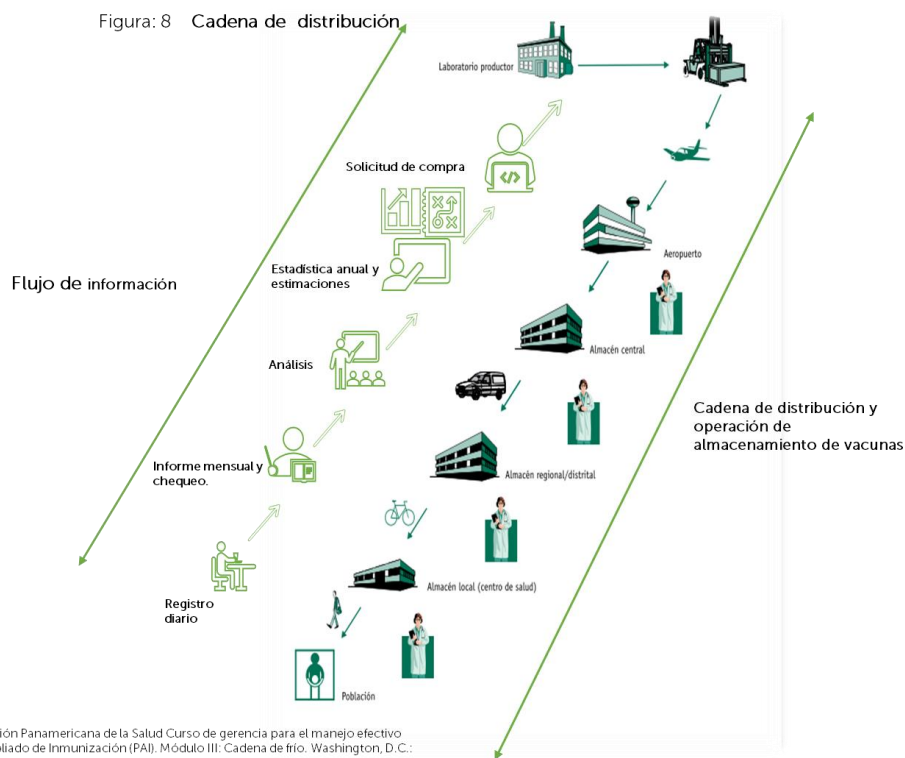 Figura: 8 Cadena de distribución
Laboratorio productor
Solicitud de compra
Aeropuerto
Estadística anual y
estimaciones
Flujo de información
Almacén central
Análisis
Cadena de distribución y
operación de
almacenamiento de vacunas
Informe mensual y
chequeo.
Almacén regional/distrital
Almacén local (centro de salud)
Registro
diario
Población
ión Panamericana de la Salud Curso de gerencia para el manejo efectivo
pliado de Inmunización (PAI). Módulo III: Cadena de frío. Washington, D.C.: